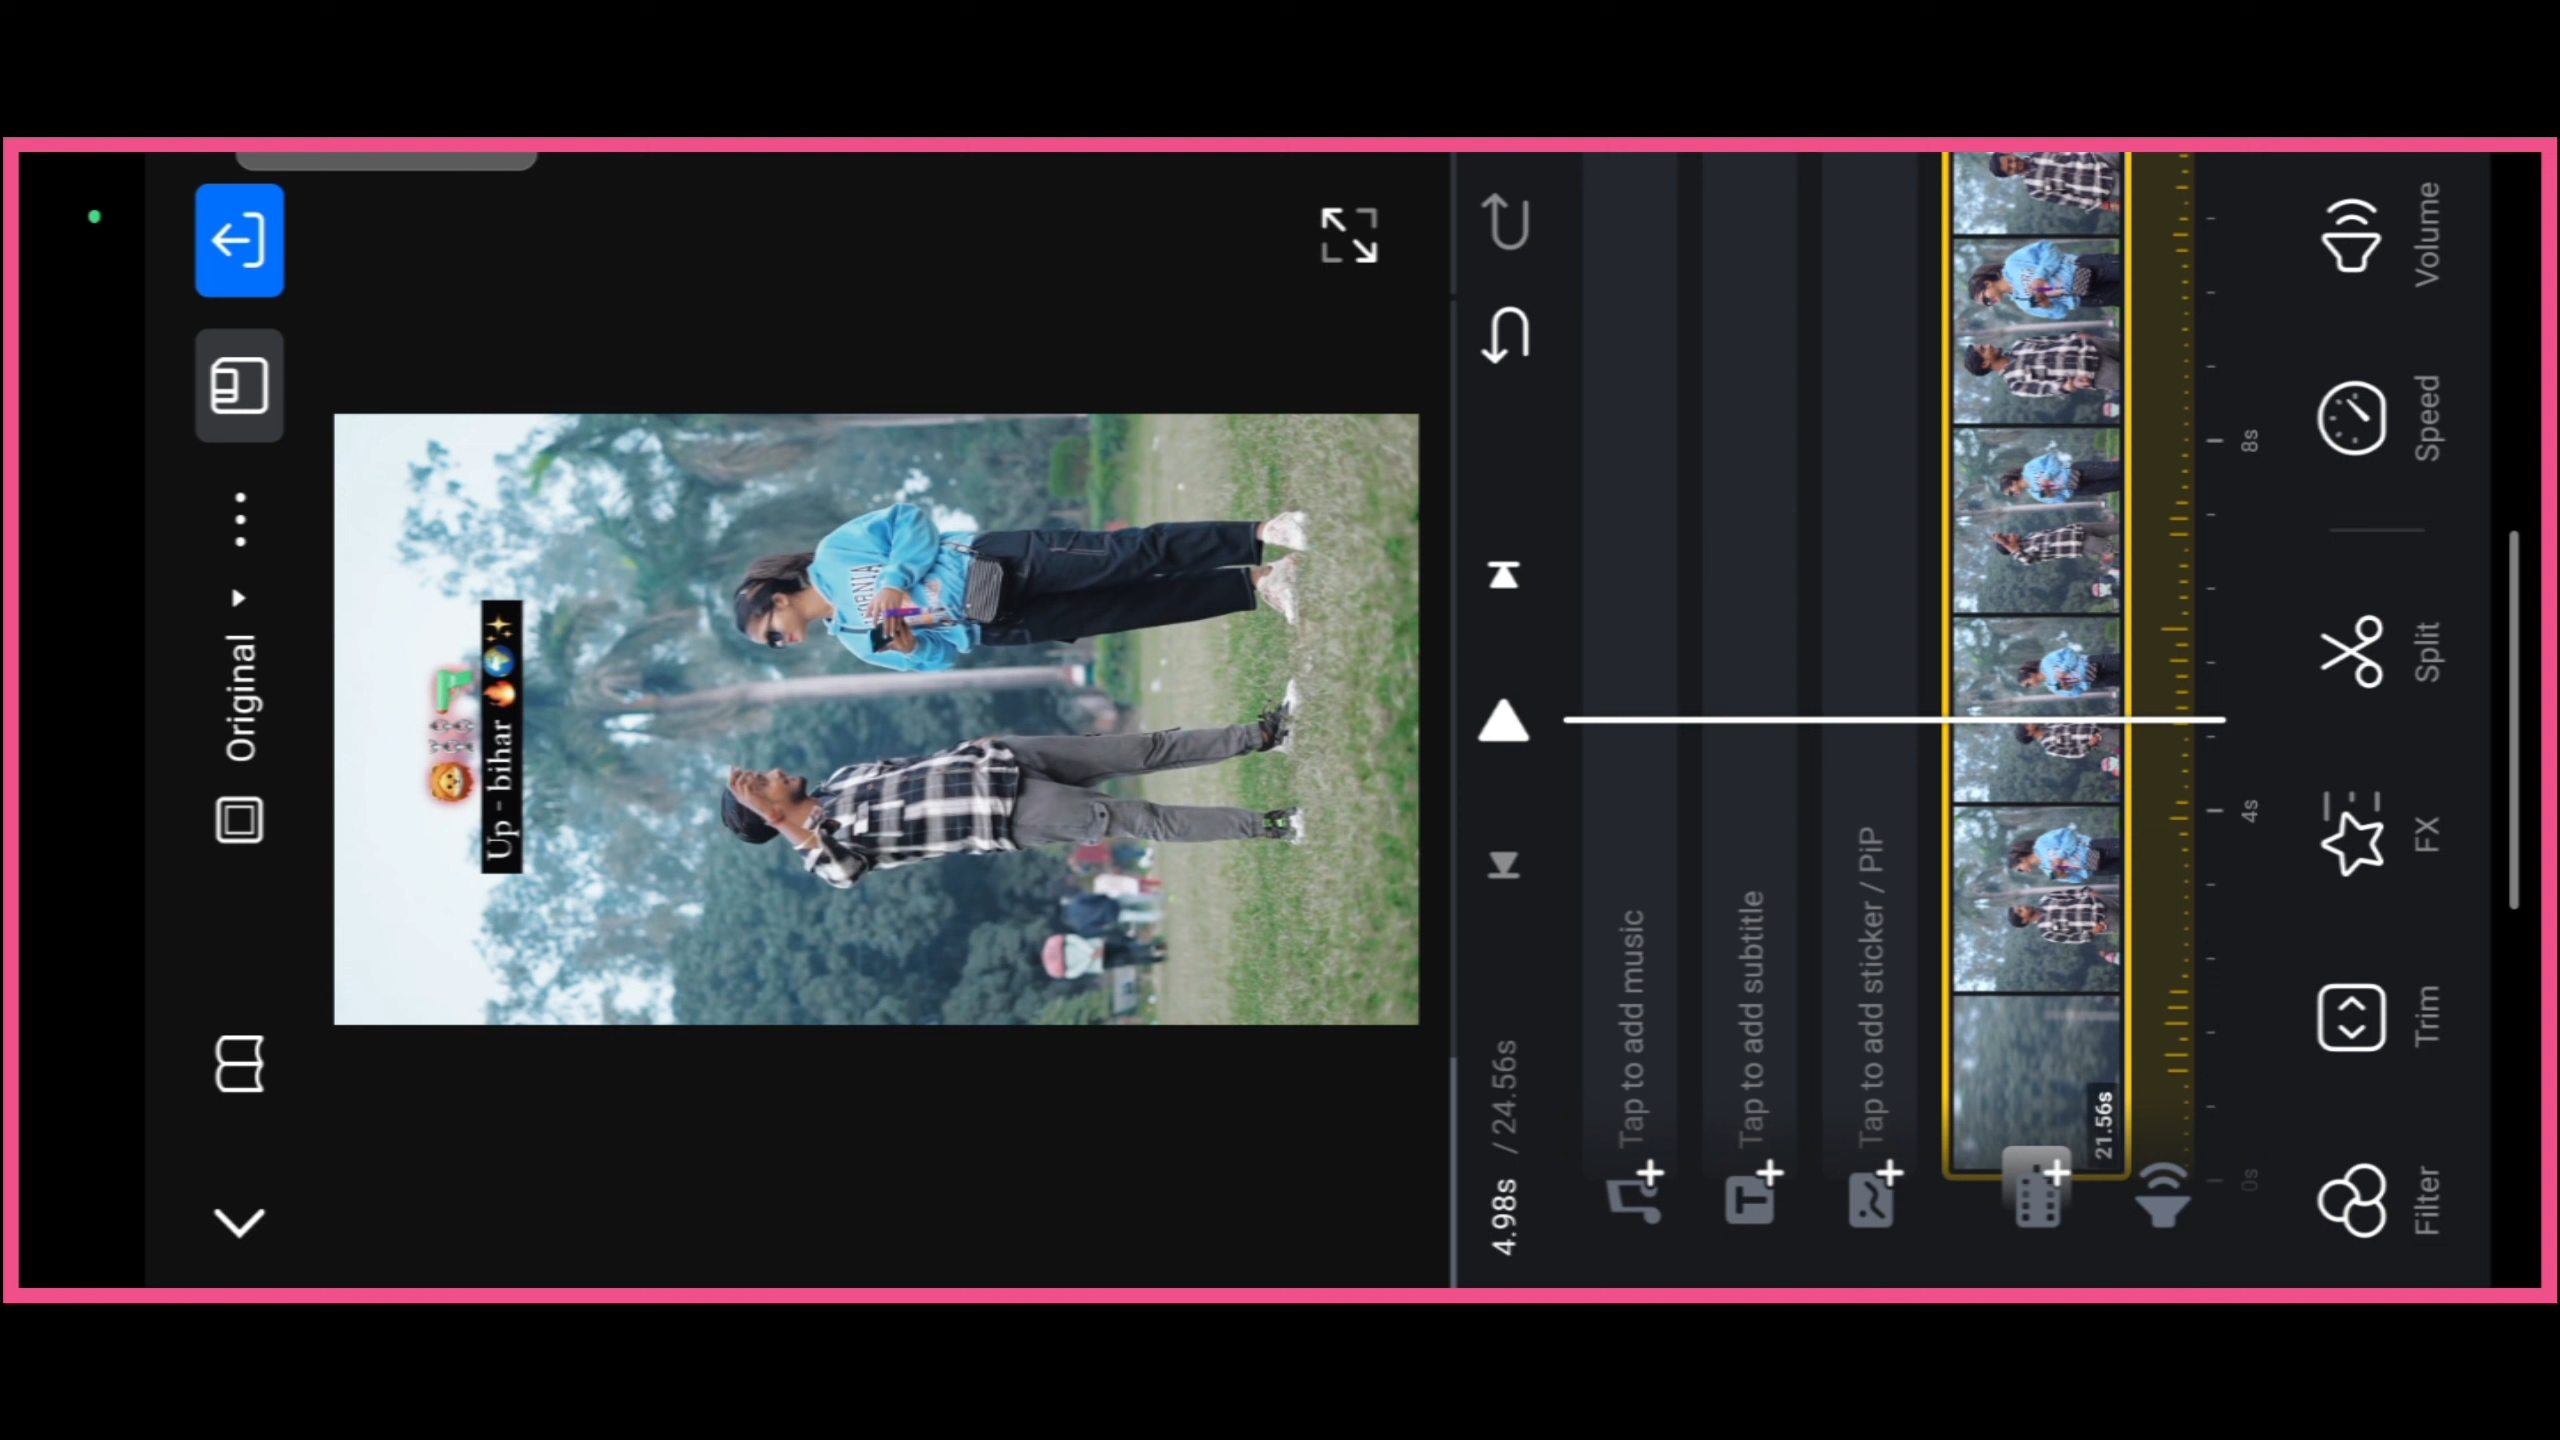 Original
Up - bihar 🔥🌍✨
CALIFORNIA
4.98s / 24.56s
Tap to add music
Tap to add subtitle
T
Tap to add sticker / PiP
21.56s
0s
4s
8s
Filter
Trim
FX
Split
Speed
Volume